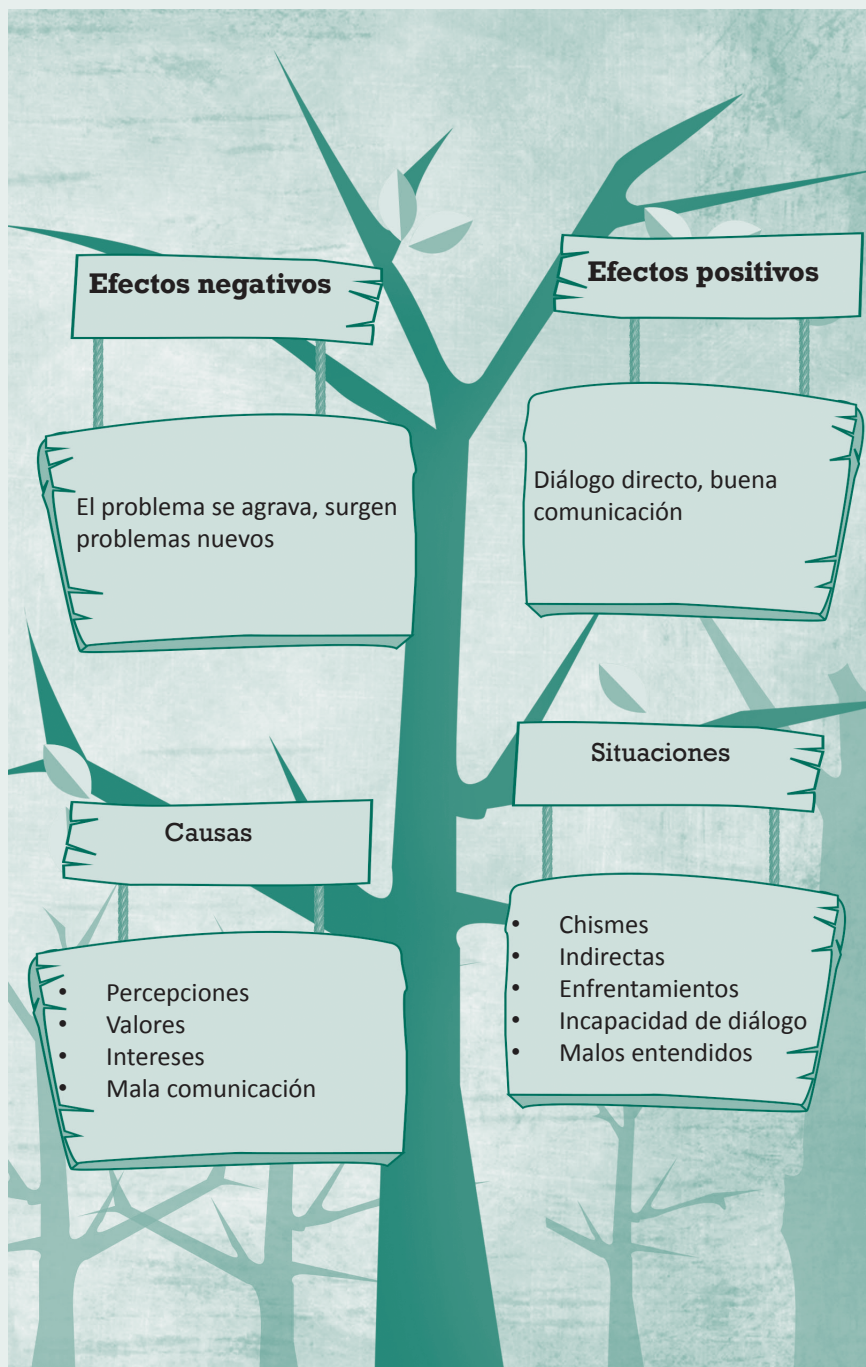 Efectos negativos
El problema se agrava, surgen
problemas nuevos
Efectos positivos
Diálogo directo, buena
comunicación
Causas
• Percepciones
• Valores
• Intereses
• Mala comunicación
Situaciones
• Chismes
• Indirectas
• Enfrentamientos
• Incapacidad de diálogo
• Malos entendidos